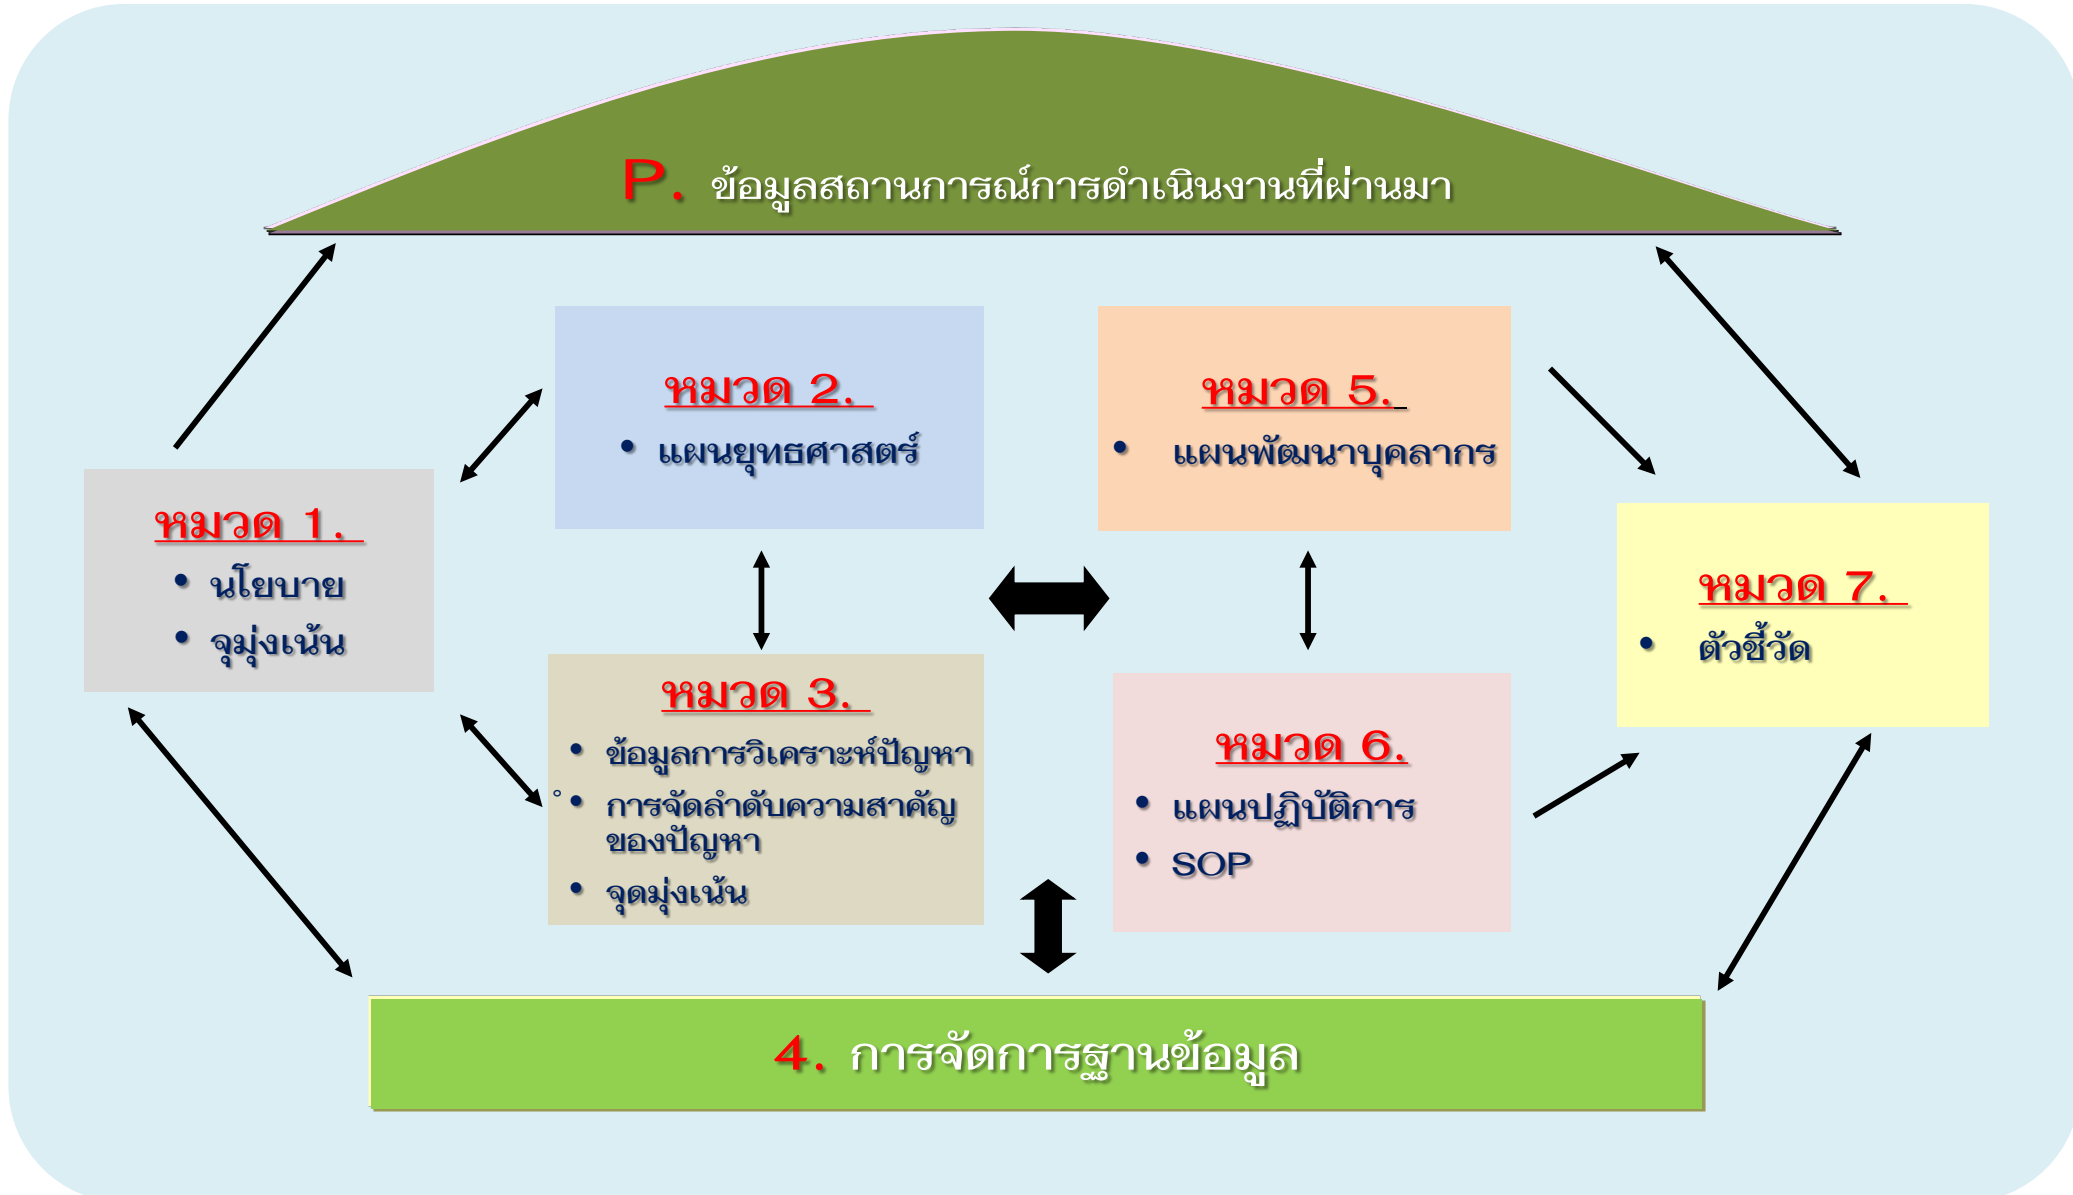 P. ข้อมูลสถานการณ์การดำเนินงานที่ผ่านมา
หมวด 1.
• นโยบาย
• จุมุ่งเน้น
หมวด 2.
• แผนยุทธศาสตร์
หมวด 3.
• ข้อมูลการวิเคราะห์ปัญหา
• การจัดลำดับความสาคัญ
ของปัญหา
• จุดมุ่งเน้น
หมวด 5.
• แผนพัฒนาบุคลากร
หมวด 6.
• แผนปฏิบัติการ
• SOP
หมวด 7.
• ตัวชี้วัด
4. การจัดการฐานข้อมูล